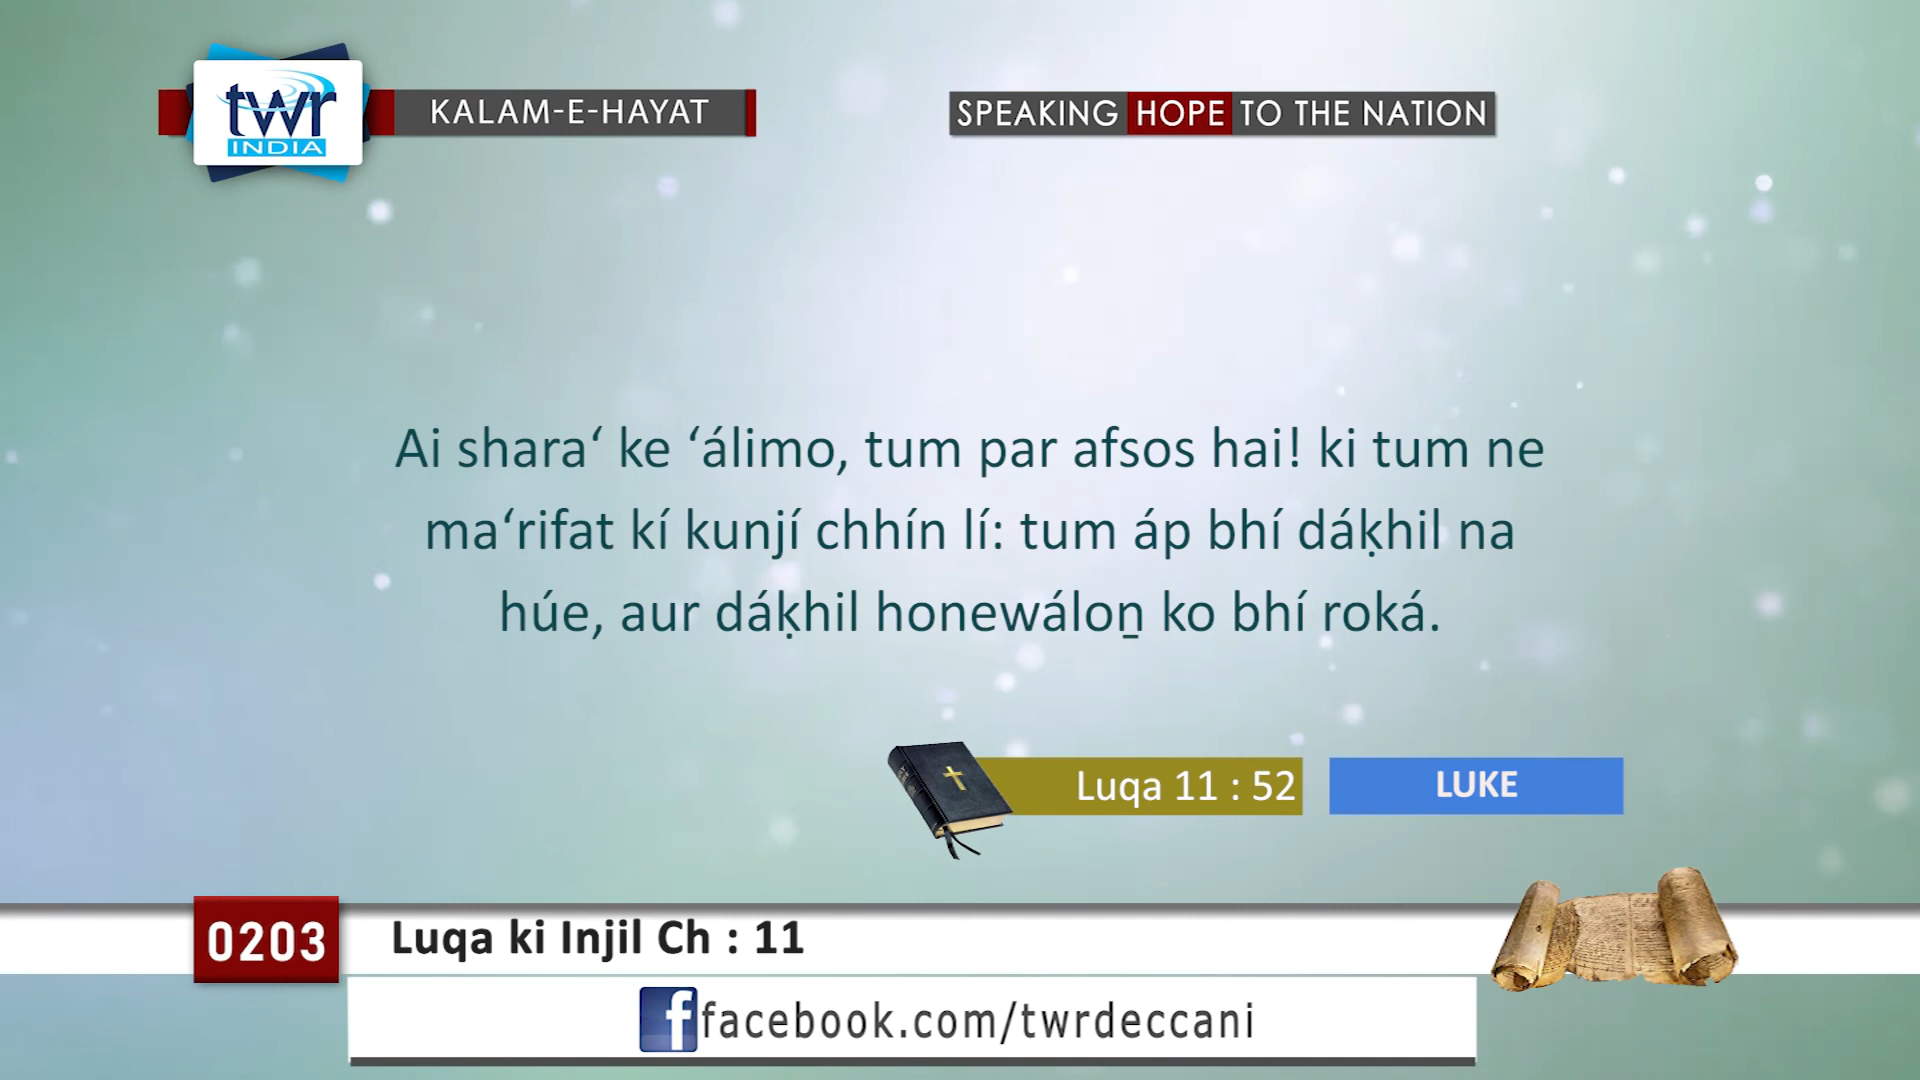 twr
INDIA
KALAM-E-HAYAT
SPEAKING HOPE TO THE NATION
Ai shara‘ ke ‘álimo, tum par afsos hai! ki tum ne
ma‘rifat kí kunjí chhín lí: tum áp bhí dáḳhil na
húe, aur dáḳhil honewáloṉ ko bhí roká.
Luqa 11 : 52
LUKE
0203
Luqa ki Injil Ch : 11
facebook.com/twrdeccani